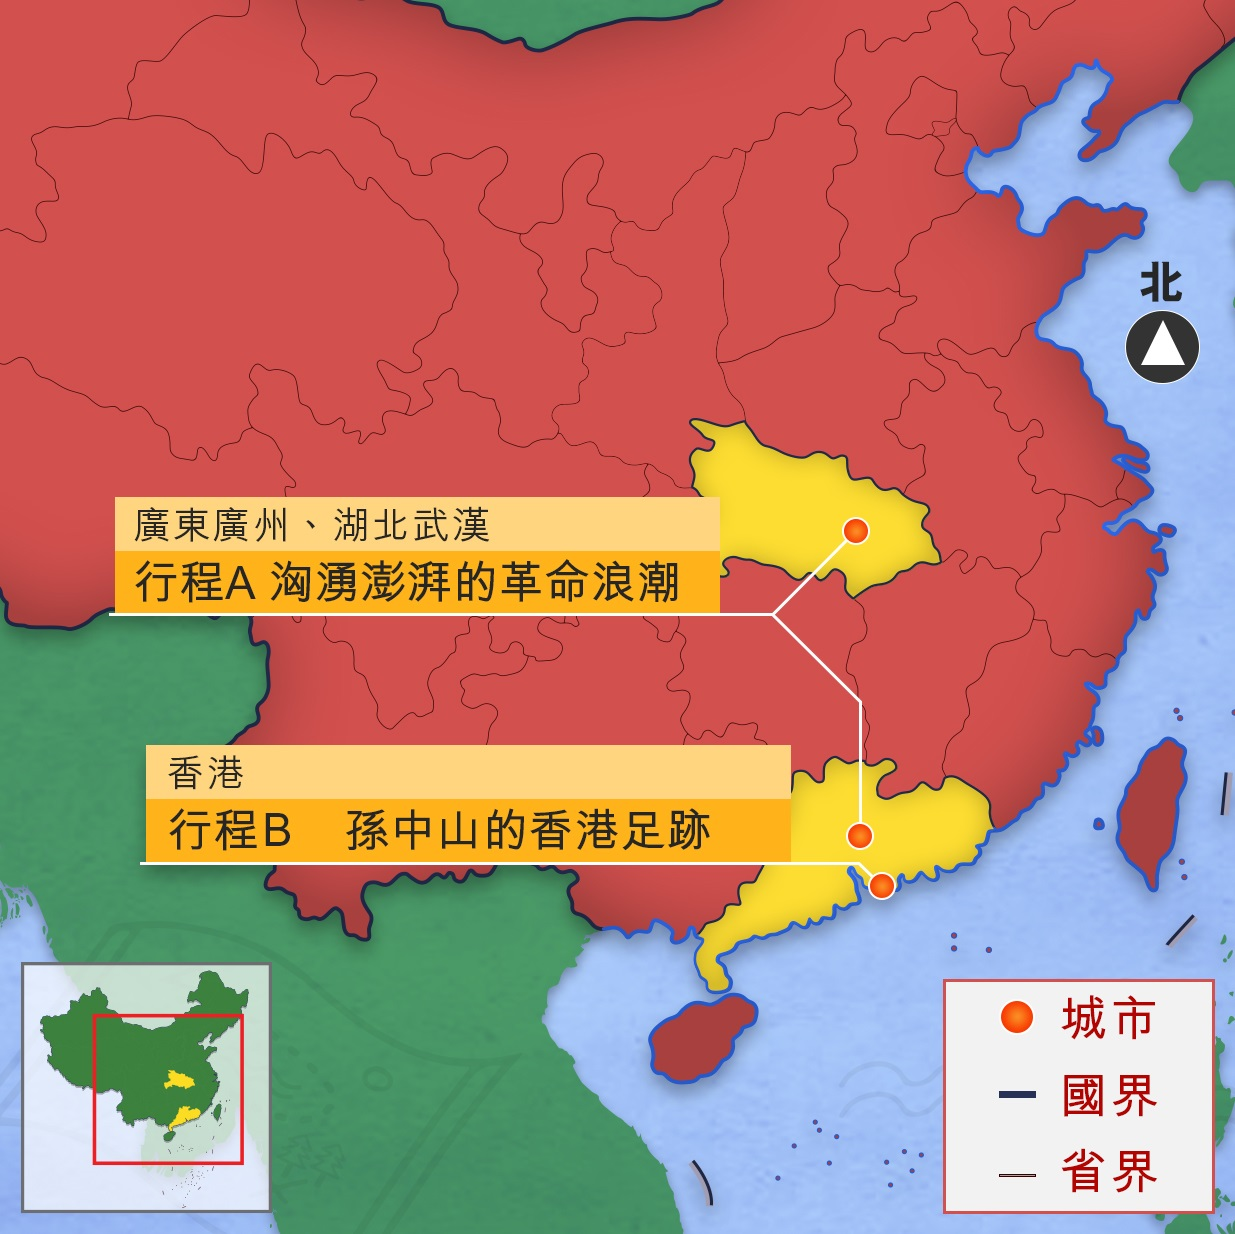 北
廣東廣州、湖北武漢
行程A 洶湧澎湃的革命浪潮
香港
行程B　孫中山的香港足跡
城市
國界
省界